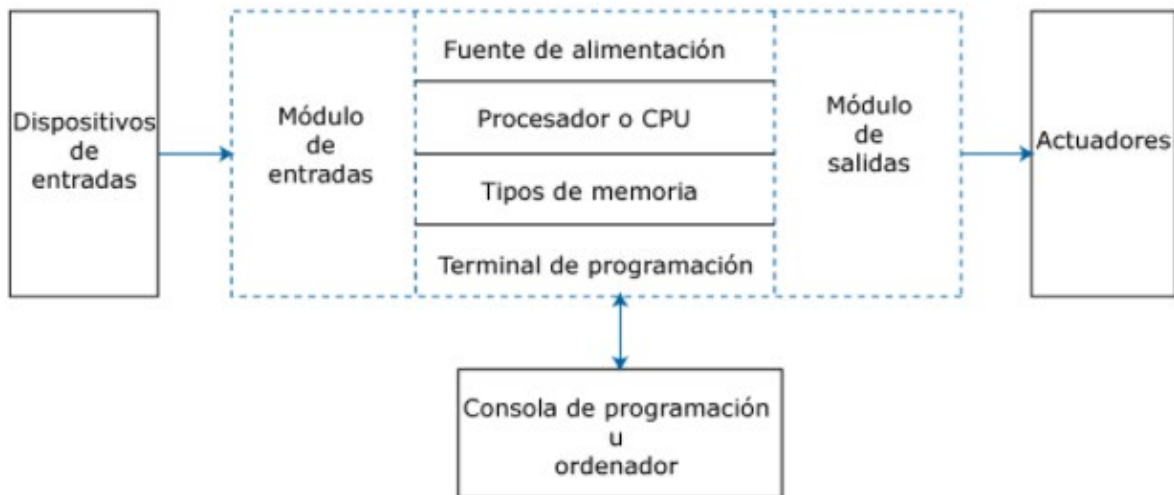 Dispositivos
de
entradas
Módulo
de
entradas
Fuente de alimentación
Procesador o CPU
Tipos de memoria
Terminal de programación
Módulo
de
salidas
Actuadores
Consola de programación
u
ordenador